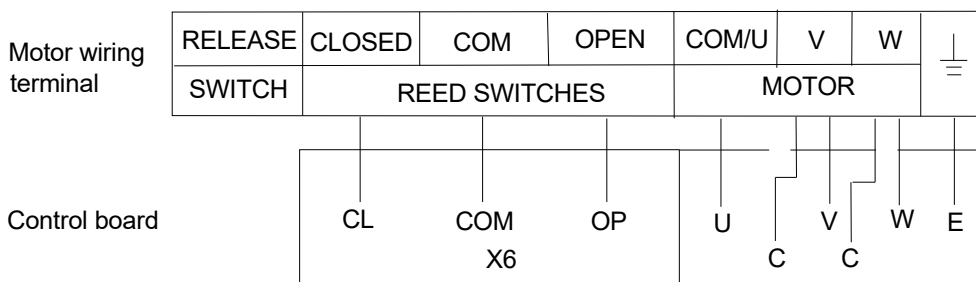 Motor wiring
terminal
RELEASE CLOSED COM OPEN COM/U V W
SWITCH REED SWITCHES MOTOR
Control board
CL COM OP U V W E
X6 C C